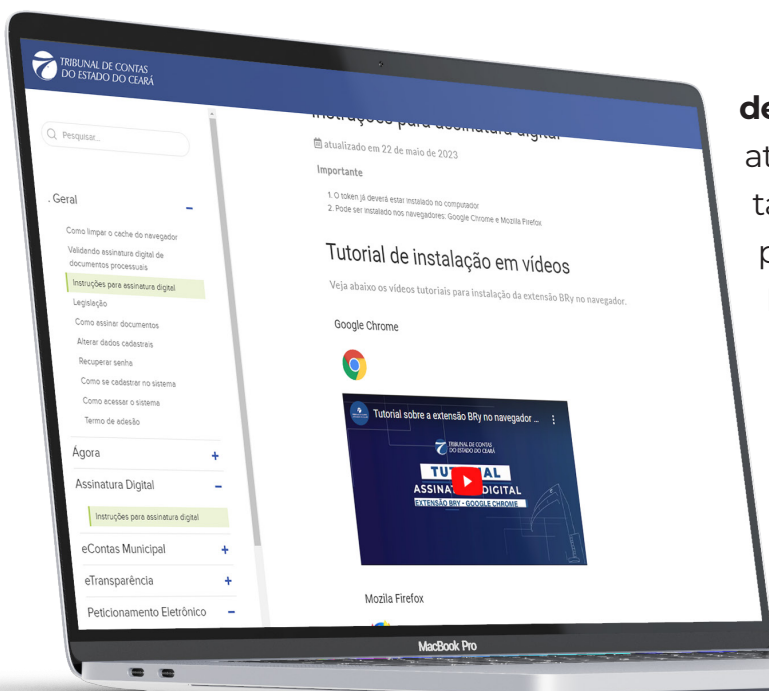 TRIBUNAL DE CONTAS
DO ESTADO DO CEARÁ
Pesquisar...
. Geral
Como limpar o cache do navegador
Validando assinatura digital de
documentos processuais
Instruções para assinatura digital
Legislação
Como assinar documentos
Alterar dados cadastrais
Recuperar senha
Como se cadastrar no sistema
Como acessar o sistema
Termo de adesão
Ágora
Assinatura Digital
Instruções para assinatura digital
eContas Municipal
eTransparência
Peticionamento Eletrônico
Instruções para assinatura digital
atualizado em 22 de maio de 2023
Importante
1. O token já deverá estar instalado no computador
2. Pode ser instalado nos navegadores: Google Chrome e Mozilla Firefox
Tutorial de instalação em vídeos
Veja abaixo os vídeos tutoriais para instalação da extensão BRy no navegador.
Google Chrome
Tutorial sobre a extensão BRy no navegador ...
TRIBUNAL DE CONTAS
DO ESTADO DO CEARÁ
EXTENSÃO BRY - GOOGLE CHROME
Mozila Firefox
MacBook Pro